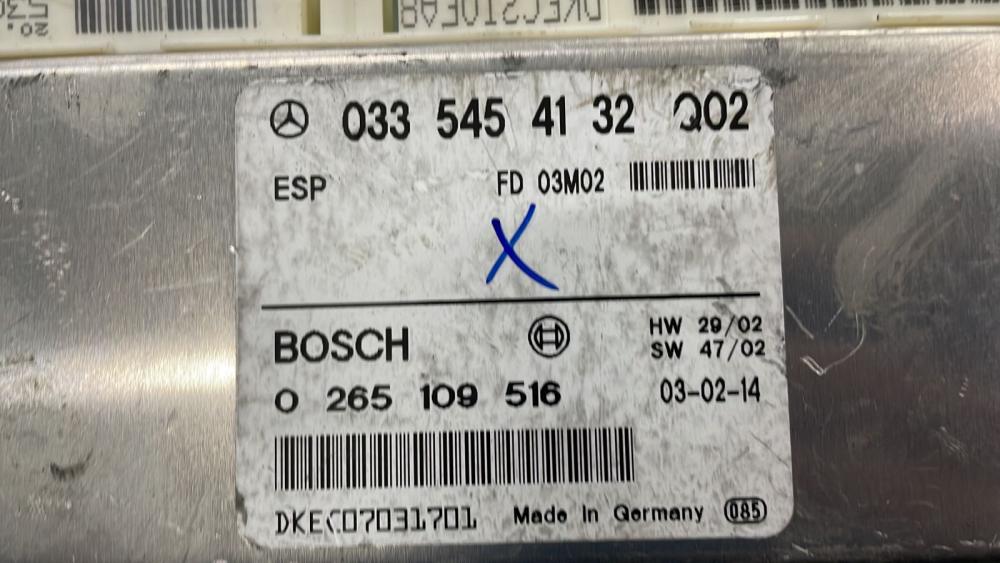 033 545 41 32 Q02
ESP FD 03M02
X
BOSCH
HW 29/02
SW 47/02
0 265 109 516 03-02-14
DKEC07031701 Made In Germany 085